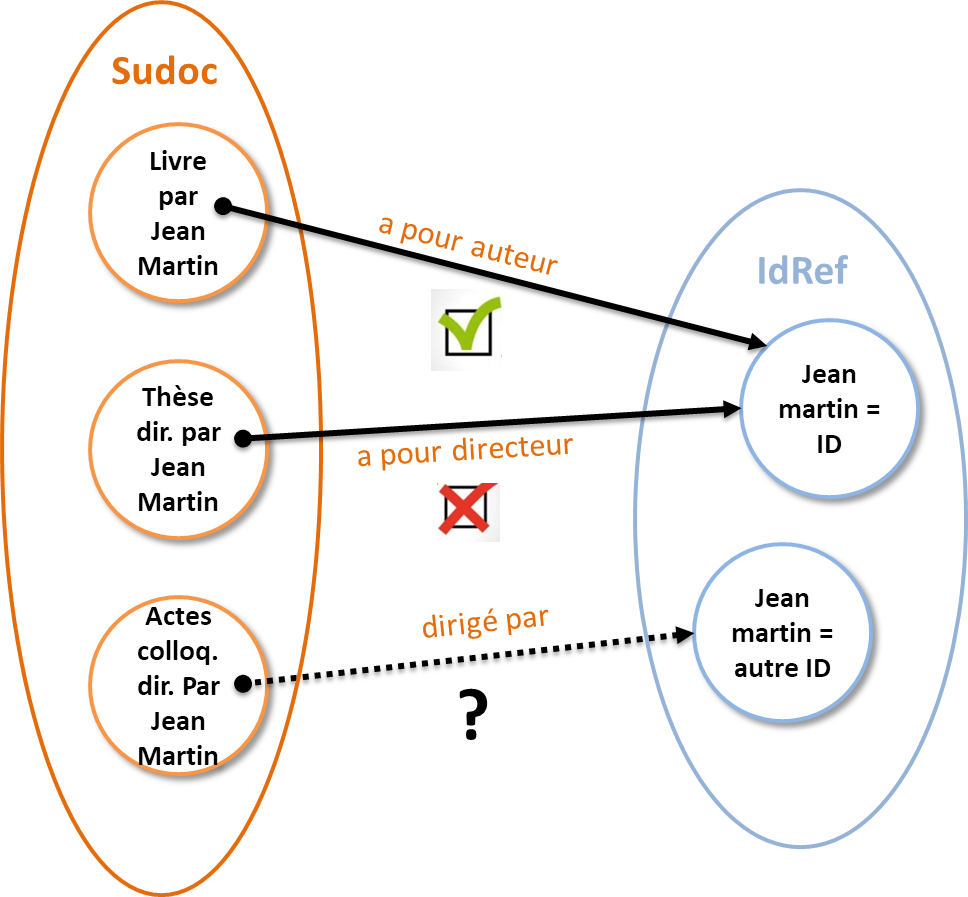 Sudoc
Livre
par
Jean
Martin
a pour auteur
IdRef
Jean
martin =
ID
Thèse
dir. par
Jean
Martin
a pour directeur
Actes
colloq.
dir. Par
Jean
Martin
dirigé par
?
Jean
martin =
autre ID